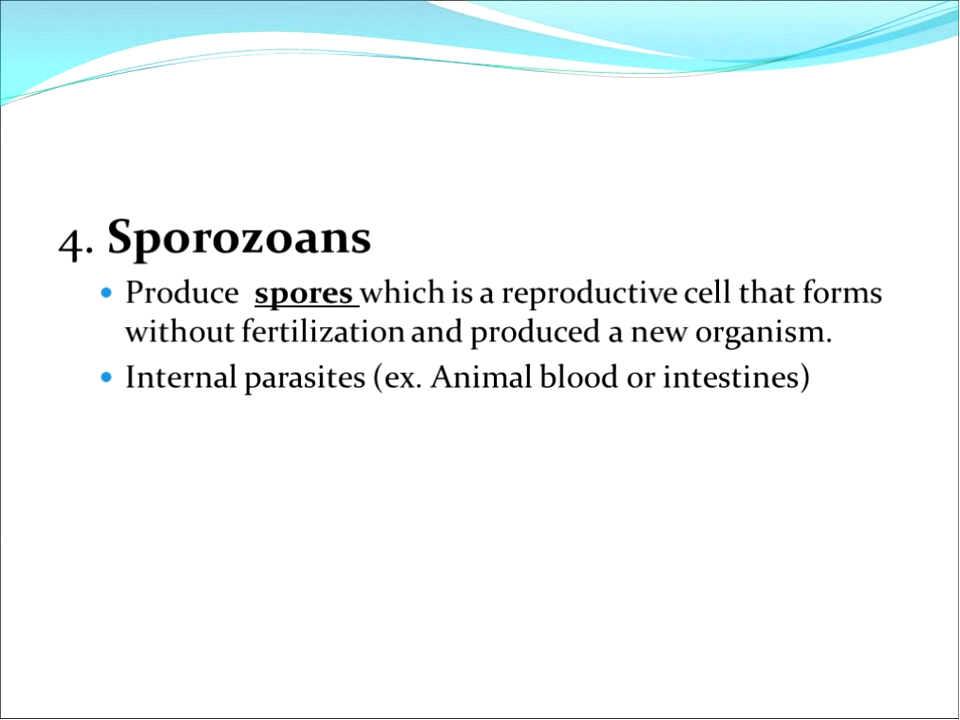 4. Sporozoans
• Produce  spores which is a reproductive cell that forms
without fertilization and produced a new organism.
• Internal parasites (ex. Animal blood or intestines)